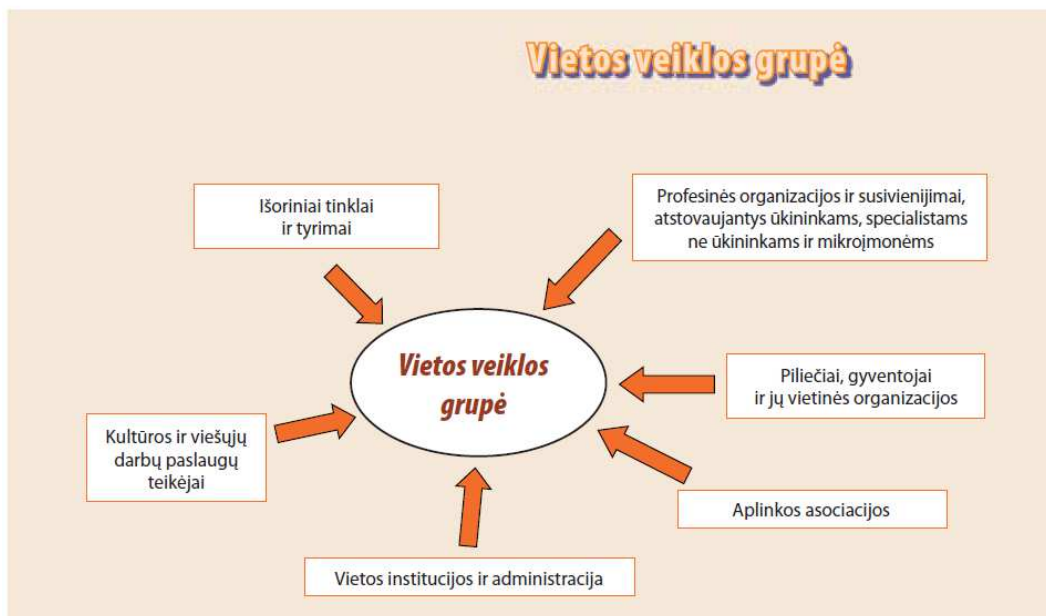 Vietos veiklos grupė
Išoriniai tinklai
ir tyrimai
Profesinės organizacijos ir susivienijimai,
atstovaujantys ūkininkams, specialistams
ne ūkininkams ir mikroįmonėms
Vietos veiklos
grupė
Piliečiai, gyventojai
ir jų vietinės organizacijos
Kultūros ir viešųjų
darbų paslaugų
teikėjai
Aplinkos asociacijos
Vietos institucijos ir administracija